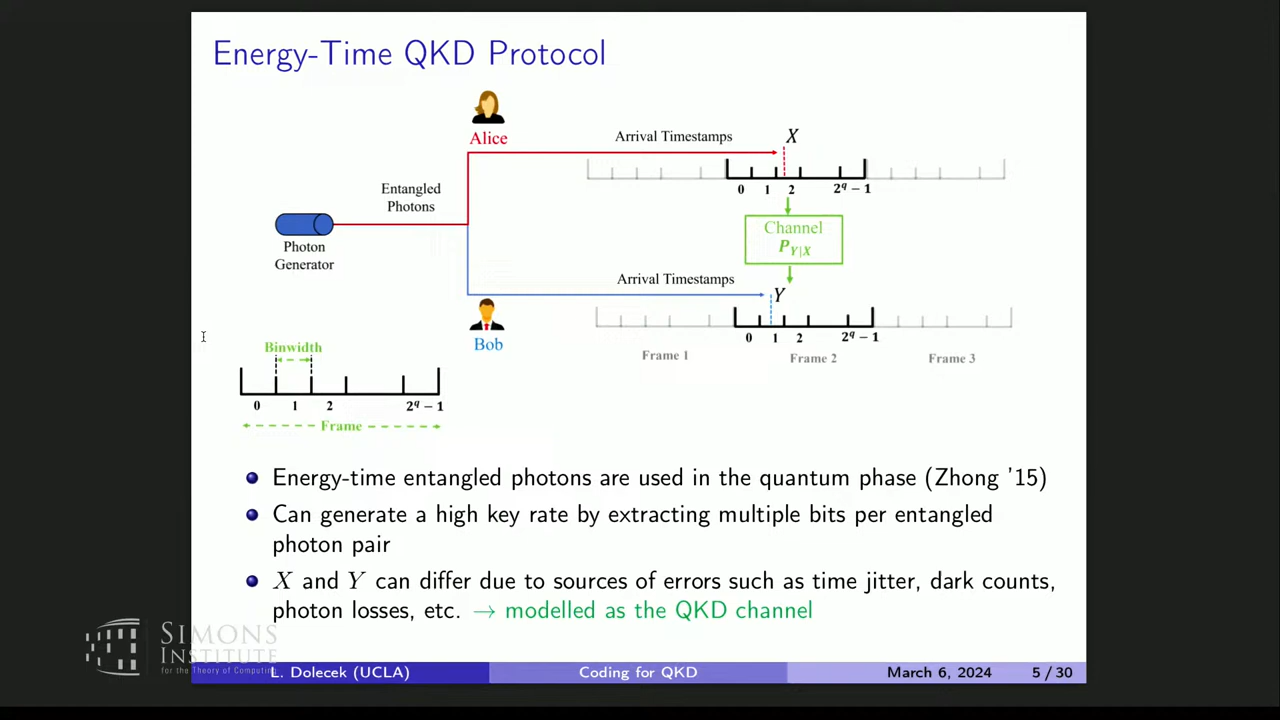 Energy-Time QKD Protocol
Alice
Arrival Timestamps
X
Entangled
Photons
0 1 2 2^q − 1
Photon
Generator
Channel
P_{Y|X}
Arrival Timestamps
Y
Bob
0 1 2 2^q − 1
Frame 1 Frame 2 Frame 3
Binwidth
0 1 2 2^q − 1
Frame
Energy-time entangled photons are used in the quantum phase (Zhong '15)
Can generate a high key rate by extracting multiple bits per entangled
photon pair
X and Y can differ due to sources of errors such as time jitter, dark counts,
photon losses, etc. → modelled as the QKD channel
SIMONS
INSTITUTE
for the Theory of Computing
L. Dolecek (UCLA) Coding for QKD March 6, 2024 5 / 30